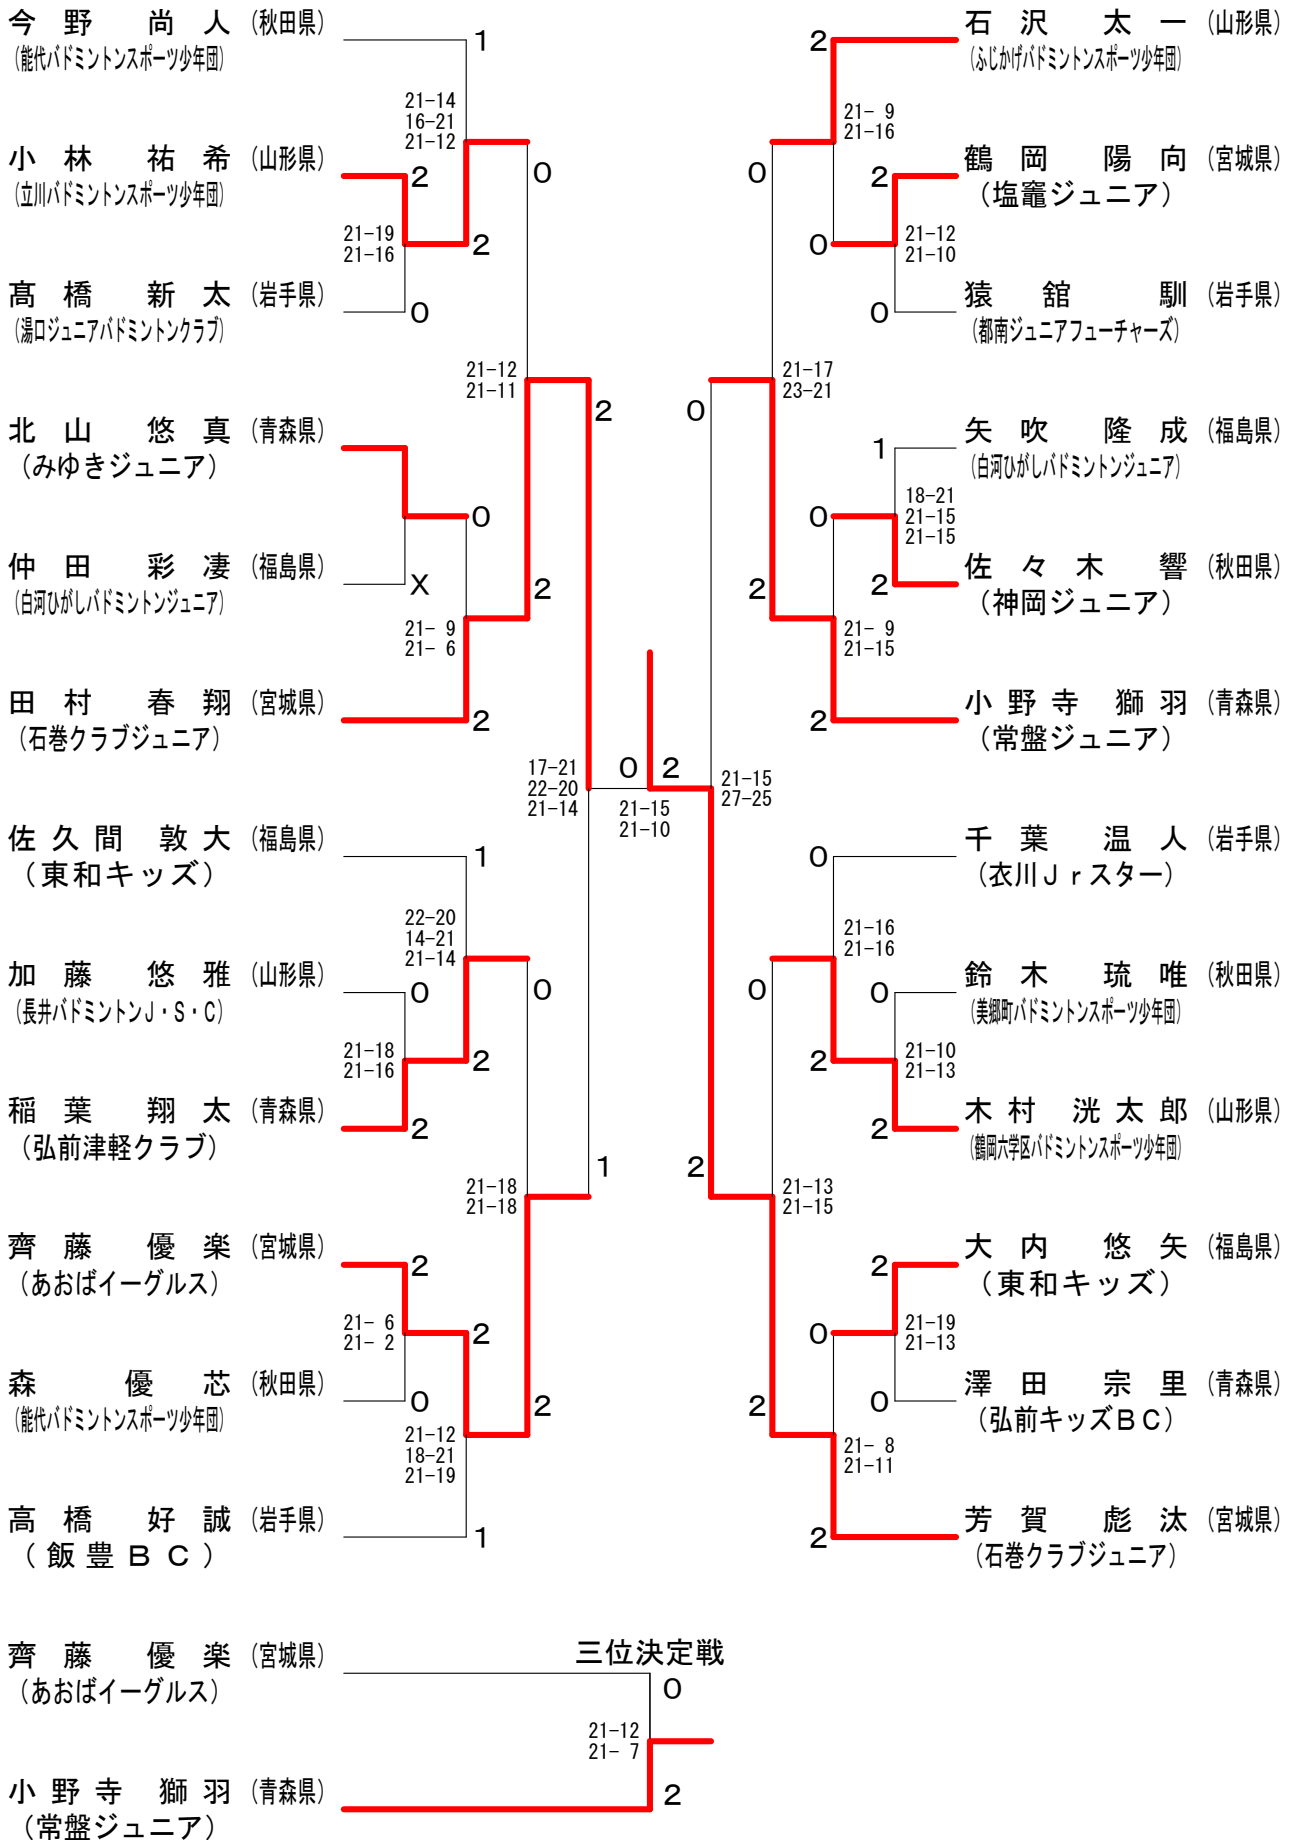 今野 尚人 (秋田県)
(能代バドミントンスポーツ少年団)
1
21-14
16-21
21-12
小林 祐希 (山形県)
(立川バドミントンスポーツ少年団)
2
0
21-19
21-16
2
髙橋 新太 (岩手県)
(湯口ジュニアバドミントンクラブ)
0
21-12
21-11
2
北山 悠真 (青森県)
(みゆきジュニア)
0
仲田 彩凄 (福島県)
(白河ひがしバドミントンジュニア)
X
2
21- 9
21- 6
田村 春翔 (宮城県)
(石巻クラブジュニア)
2
17-21
22-20
21-14
0
2
21-15
21-10
佐久間 敦大 (福島県)
(東和キッズ)
1
22-20
14-21
21-14
加藤 悠雅 (山形県)
(長井バドミントンJ・S・C)
0
0
21-18
21-16
2
稲葉 翔太 (青森県)
(弘前津軽クラブ)
2
1
21-18
21-18
齊藤 優楽 (宮城県)
(あおばイーグルス)
2
21- 6
21- 2
2
森 優芯 (秋田県)
(能代バドミントンスポーツ少年団)
0
2
21-12
18-21
21-19
高橋 好誠 (岩手県)
(飯豊BC)
1
石沢 太一 (山形県)
(ふじかげバドミントンスポーツ少年団)
2
21- 9
21-16
鶴岡 陽向 (宮城県)
(塩竈ジュニア)
2
0
0
21-12
21-10
猿舘 馴 (岩手県)
(都南ジュニアフューチャーズ)
0
21-17
23-21
0
矢吹 隆成 (福島県)
(白河ひがしバドミントンジュニア)
1
18-21
21-15
21-15
0
佐々木 響 (秋田県)
(神岡ジュニア)
2
2
21- 9
21-15
小野寺 獅羽 (青森県)
(常盤ジュニア)
2
21-15
27-25
千葉 温人 (岩手県)
(衣川Jrスター)
0
21-16
21-16
鈴木 琉唯 (秋田県)
(美郷町バドミントンスポーツ少年団)
0
0
21-10
21-13
2
木村 洸太郎 (山形県)
(鶴岡六学区バドミントンスポーツ少年団)
2
2
21-13
21-15
大内 悠矢 (福島県)
(東和キッズ)
2
21-19
21-13
0
澤田 宗里 (青森県)
(弘前キッズBC)
0
2
21- 8
21-11
芳賀 彪汰 (宮城県)
(石巻クラブジュニア)
2
三位決定戦
齊藤 優楽 (宮城県)
(あおばイーグルス)
0
21-12
21- 7
小野寺 獅羽 (青森県)
(常盤ジュニア)
2